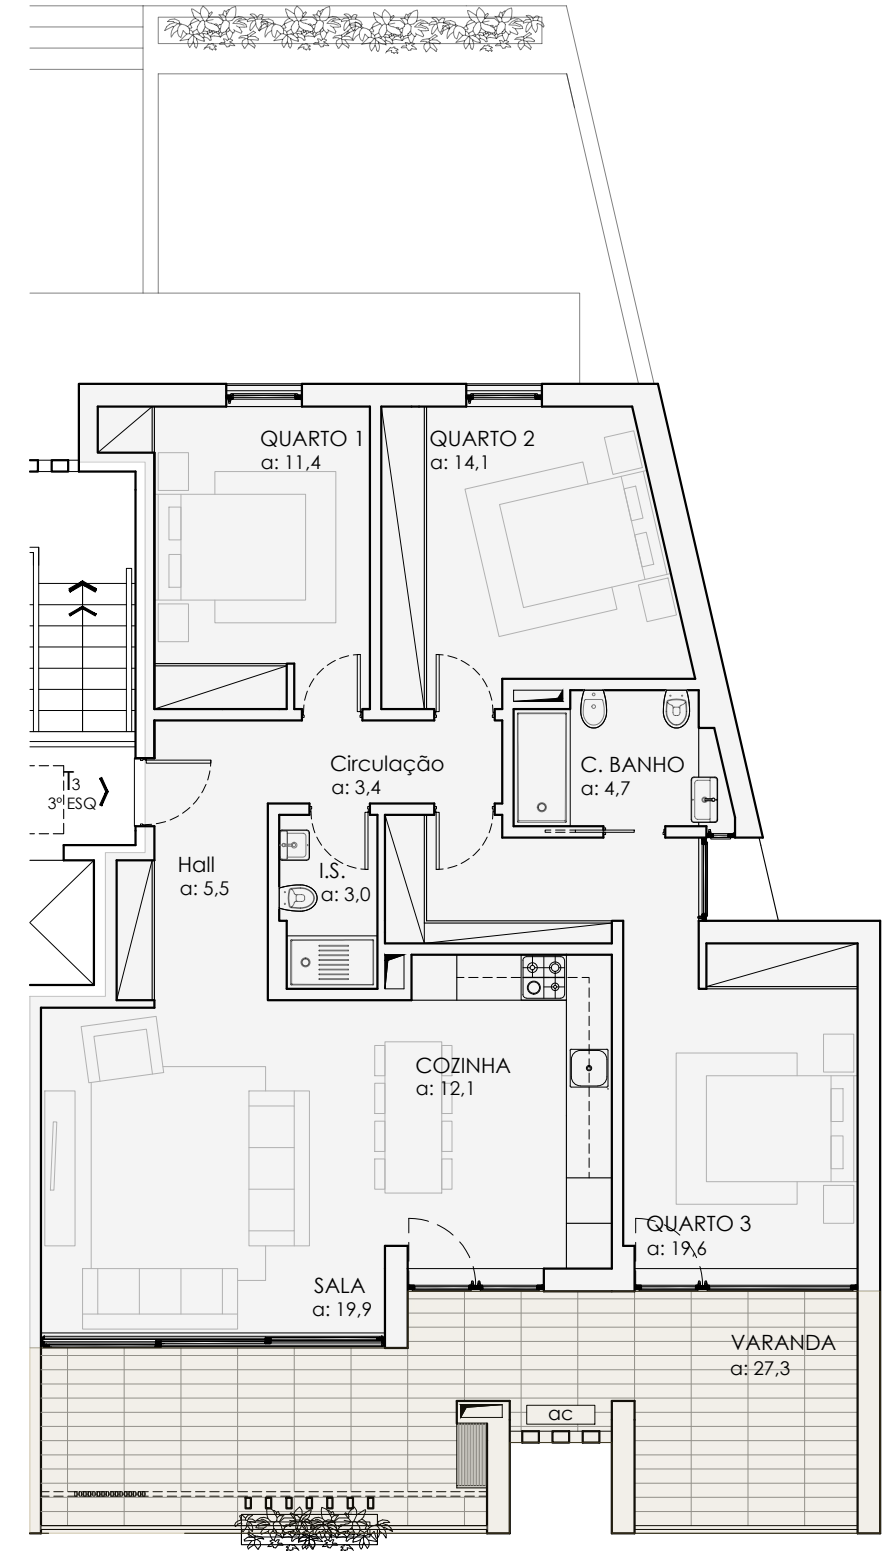 QUARTO 1
a: 11,4
QUARTO 2
a: 14,1
Circulação
a: 3,4
C. BANHO
a: 4,7
T3
3º ESQ
Hall
a: 5,5
I.S.
a: 3,0
COZINHA
a: 12,1
QUARTO 3
a: 19,6
SALA
a: 19,9
VARANDA
a: 27,3
ac